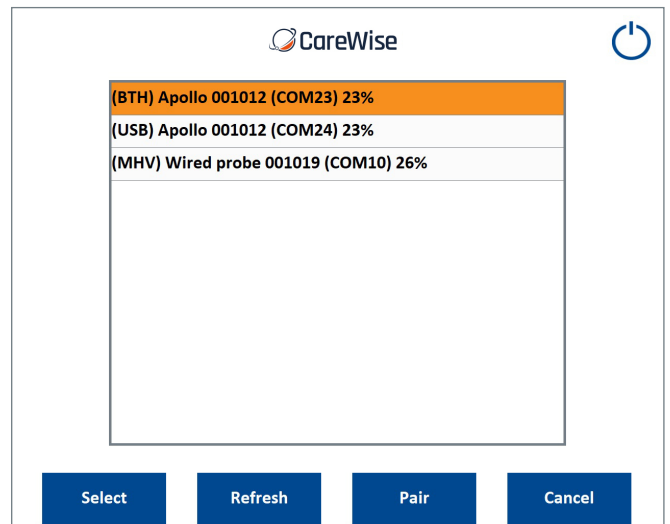 CareWise
(BTH) Apollo 001012 (COM23) 23%
(USB) Apollo 001012 (COM24) 23%
(MHV) Wired probe 001019 (COM10) 26%
Select Refresh Pair Cancel